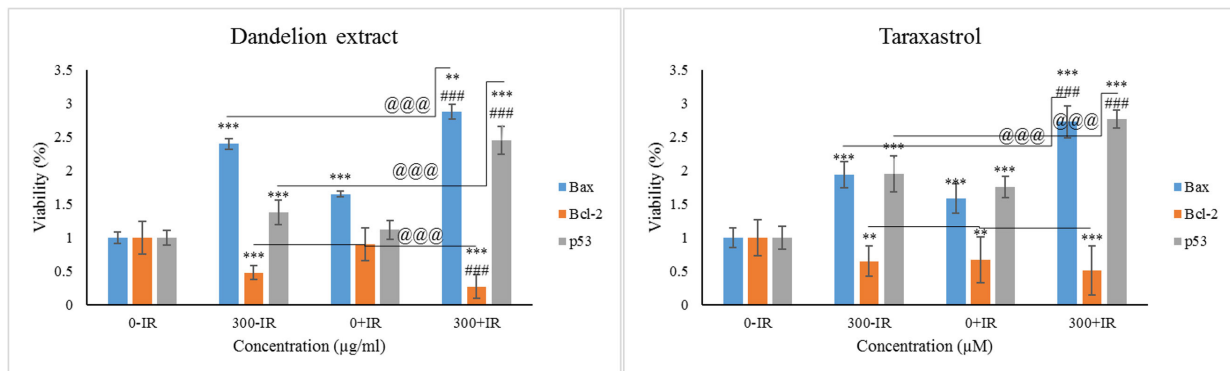 Dandelion extract
3.5
3
2.5
2
1.5
1
0.5
0
Viability (%)
***
***
***
***
@@@
@@@
@@@
**
###
***
###
***
###
0-IR
300-IR
0+IR
300+IR
Concentration (µg/ml)
Bax
Bcl-2
p53
Taraxastrol
3.5
3
2.5
2
1.5
1
0.5
0
Viability (%)
***
**
***
***
**
***
@@@
@@@
***
###
***
***
###
0-IR
300-IR
0+IR
300+IR
Concentration (µM)
Bax
Bcl-2
p53